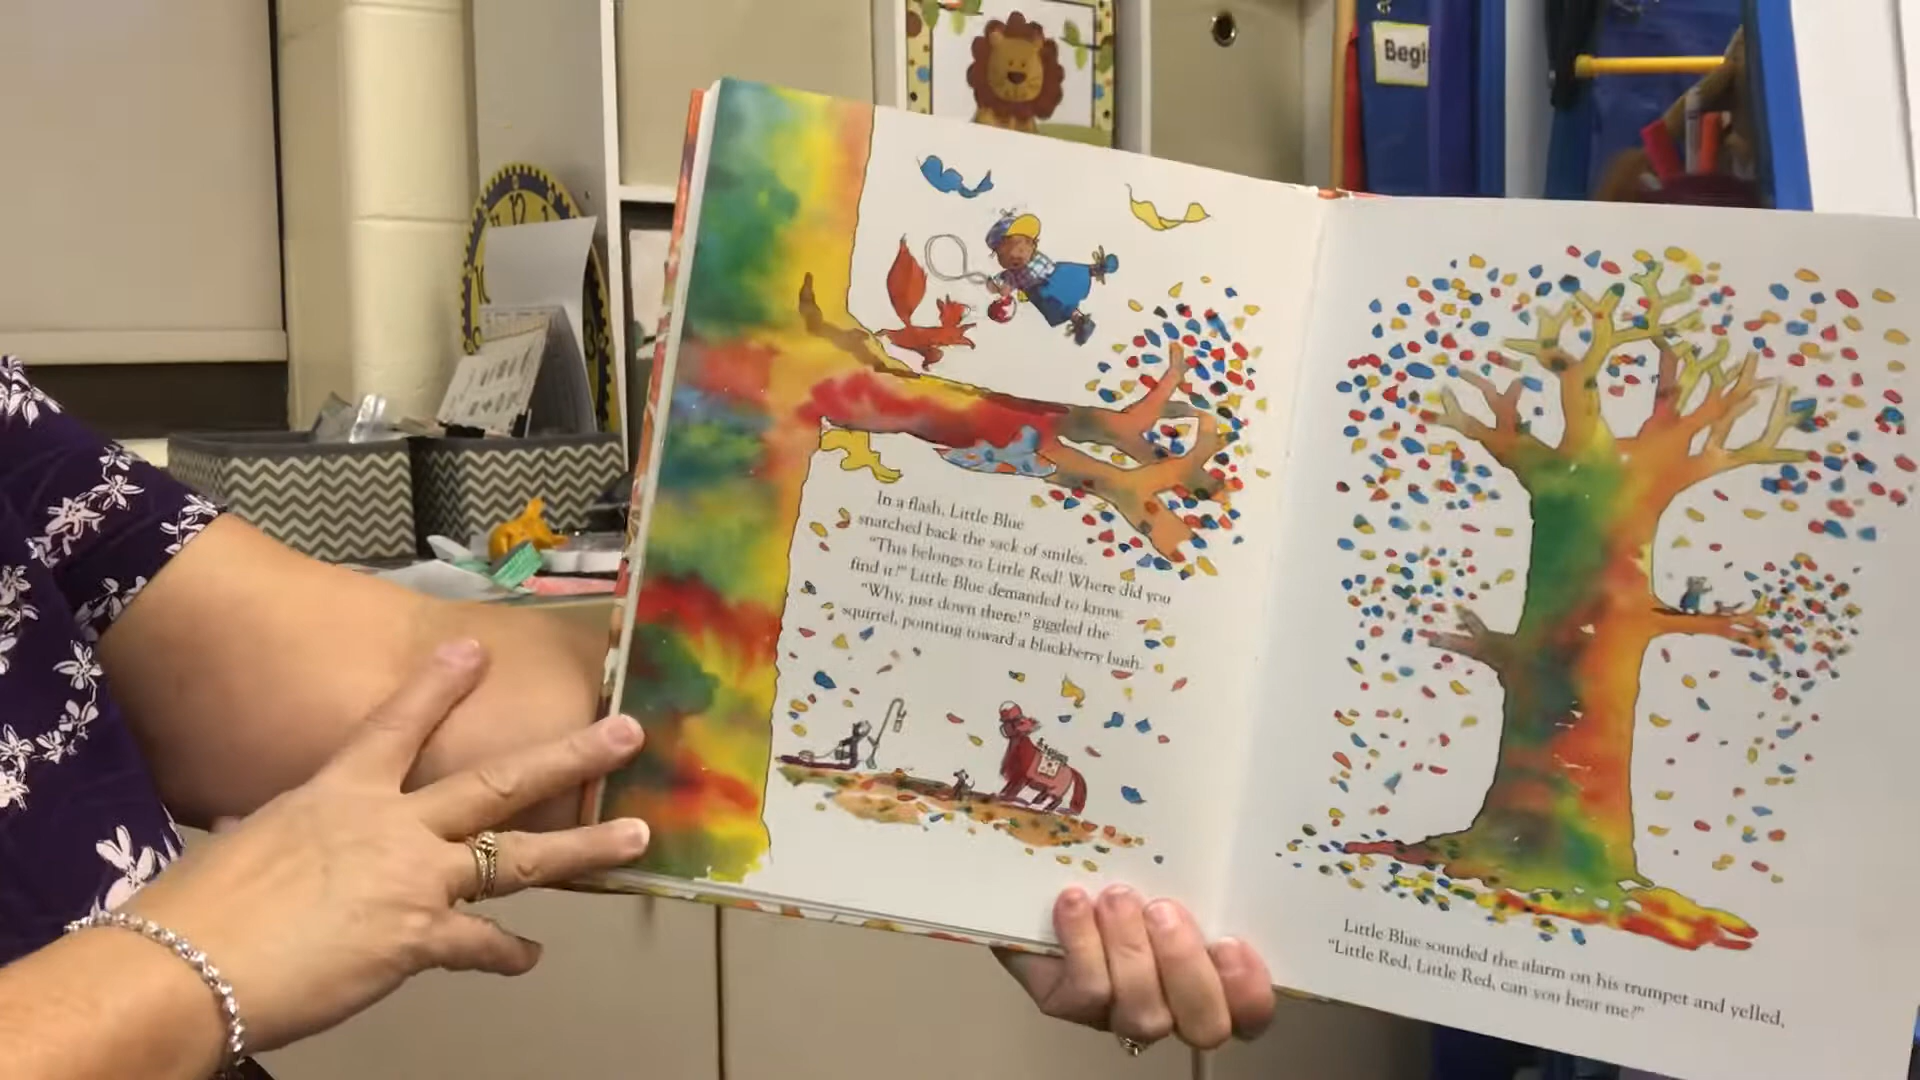 Begi
12
1
In a flash, Little Blue
snatched back the sack of smiles.
"This belongs to Little Red! Where did you
find it?" Little Blue demanded to know.
"Why, just down there!" giggled the
squirrel, pointing toward a blackberry bush.
Little Blue sounded the alarm on his trumpet and yelled,
"Little Red, Little Red, can you hear me?"